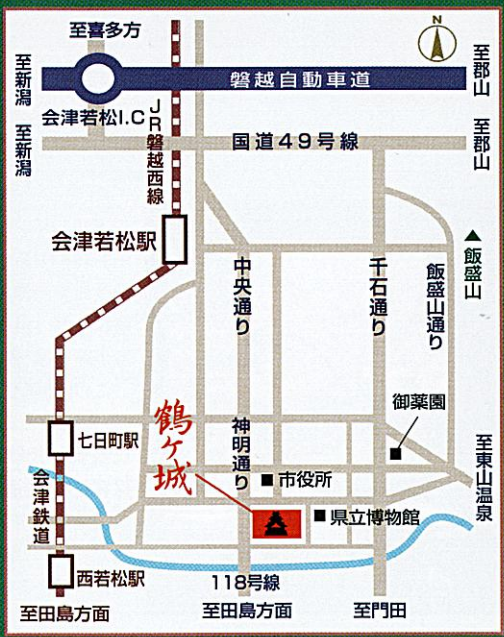 至喜多方
N
至新潟
磐越自動車道
至郡山
会津若松I.C
JR磐越西線
至新潟
国道49号線
至郡山
会津若松駅
中央通り
千石通り
飯盛山通り
飯盛山
鶴ヶ城
神明通り
御薬園
七日町駅
市役所
至東山温泉
会津鉄道
県立博物館
西若松駅
118号線
至田島方面
至田島方面
至門田